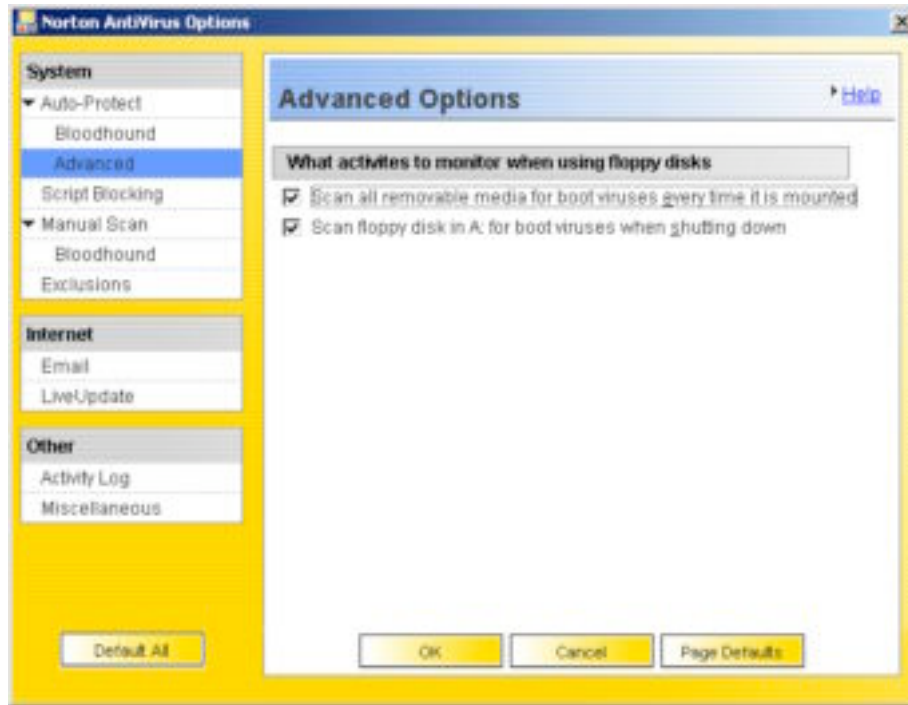 Norton AntiVirus Options
System
Auto-Protect
Bloodhound
Advanced
Script Blocking
Manual Scan
Bloodhound
Exclusions
Internet
Email
LiveUpdate
Other
Activity Log
Miscellaneous
Default All
Advanced Options
Help
What activites to monitor when using floppy disks
Scan all removable media for boot viruses every time it is mounted
Scan floppy disk in A: for boot viruses when shutting down
OK
Cancel
Page Defaults